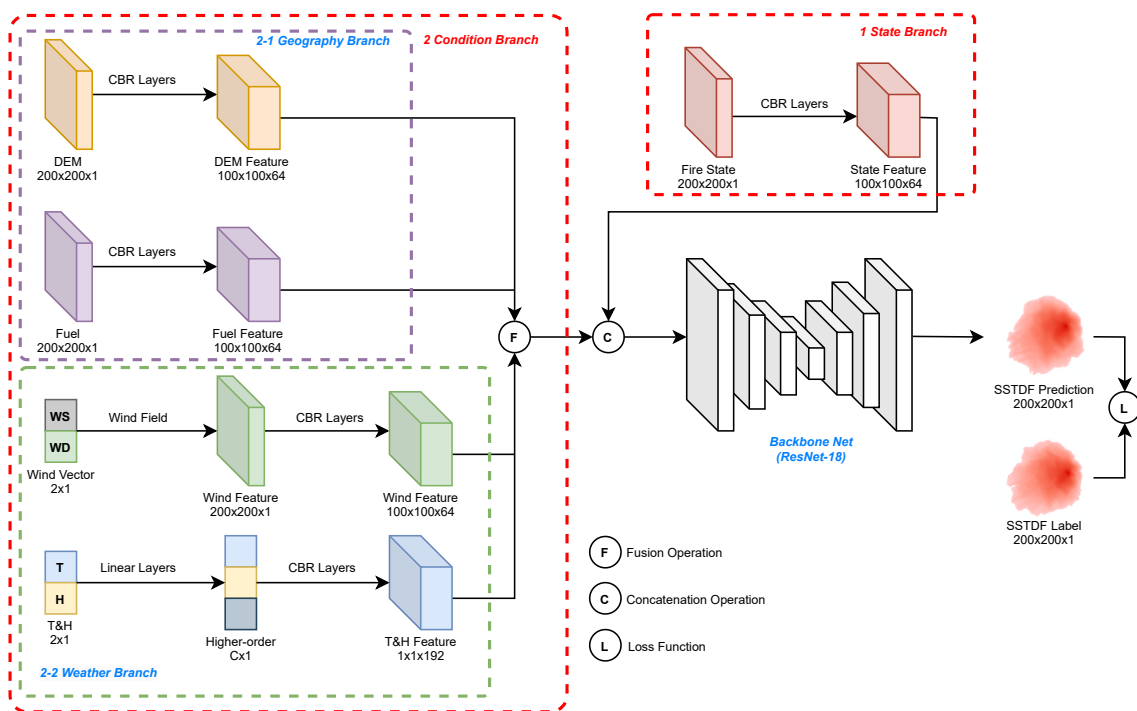 2-1 Geography Branch
2 Condition Branch
CBR Layers
DEM
200x200x1
DEM Feature
100x100x64
CBR Layers
Fuel
200x200x1
Fuel Feature
100x100x64
WS
WD
Wind Vector
2x1
Wind Field
Wind Feature
200x200x1
CBR Layers
Wind Feature
100x100x64
T
H
T&H
2x1
Linear Layers
Higher-order
Cx1
CBR Layers
T&H Feature
1x1x192
2-2 Weather Branch
F
C
1 State Branch
CBR Layers
Fire State
200x200x1
State Feature
100x100x64
Backbone Net
(ResNet-18)
SSTDF Prediction
200x200x1
L
SSTDF Label
200x200x1
F Fusion Operation
C Concatenation Operation
L Loss Function